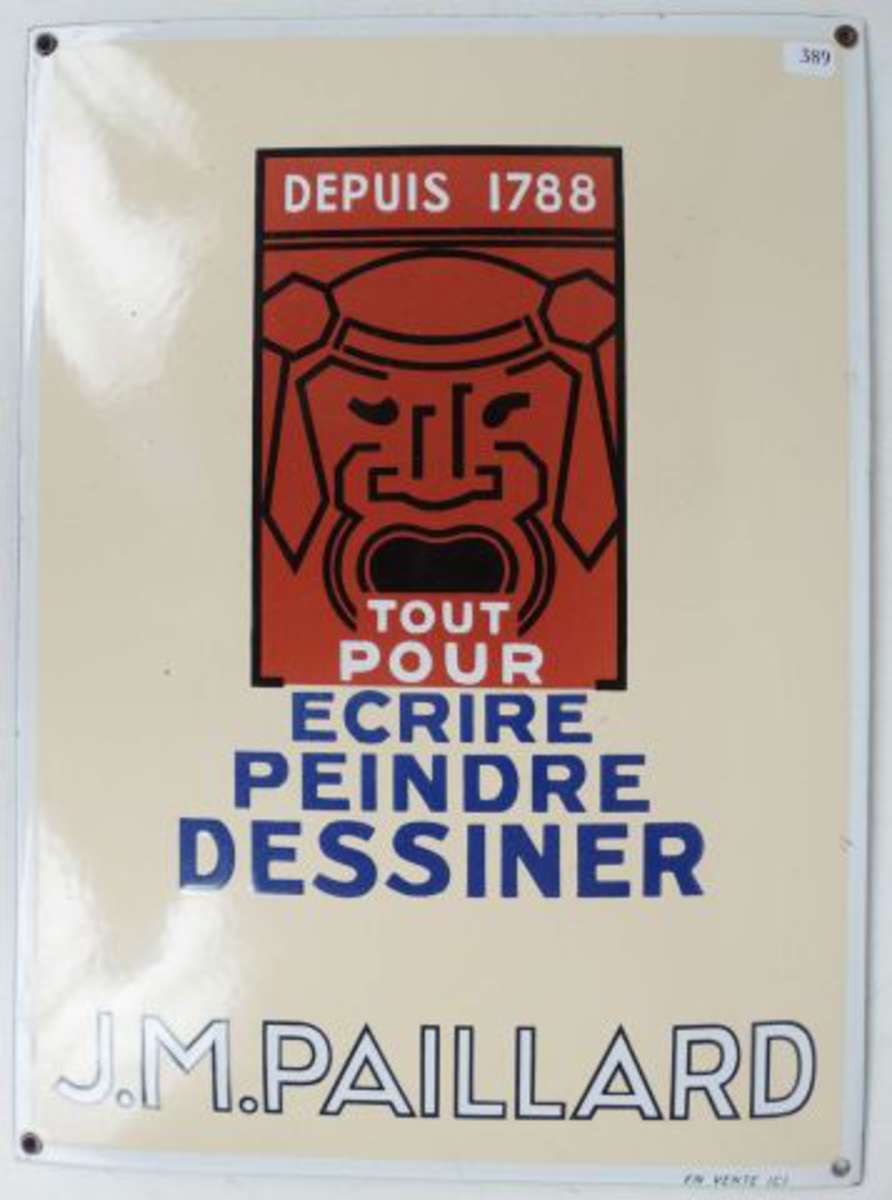 389
DEPUIS 1788
TOUT
POUR
ECRIRE
PEINDRE
DESSINER
J.M.PAILLARD
EN VENTE ICI